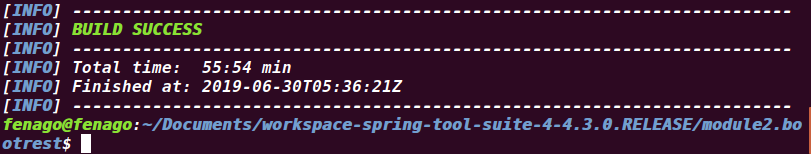 [INFO] ------------------------------------------------------------------------
[INFO] BUILD SUCCESS
[INFO] ------------------------------------------------------------------------
[INFO] Total time:  55:54 min
[INFO] Finished at: 2019-06-30T05:36:21Z
[INFO] ------------------------------------------------------------------------
fenago@fenago:~/Documents/workspace-spring-tool-suite-4-4.3.0.RELEASE/module2.bo
otrest$